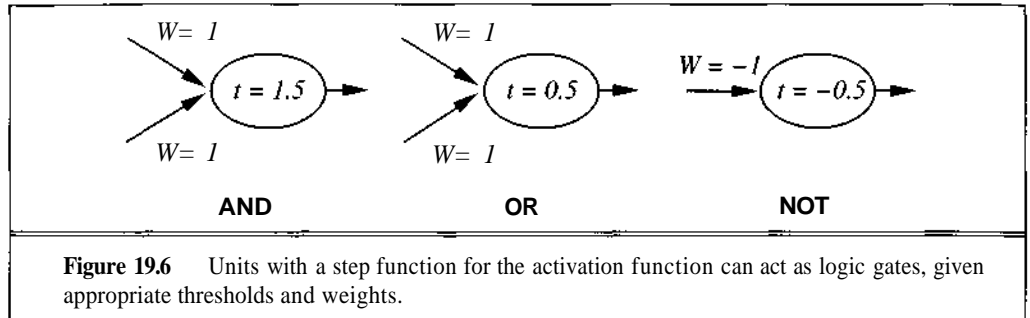 W= 1 W= 1
t = 1.5 t = 0.5 W = -1 t = -0.5
W= 1 W= 1
AND OR NOT
Figure 19.6 Units with a step function for the activation function can act as logic gates, given
appropriate thresholds and weights.